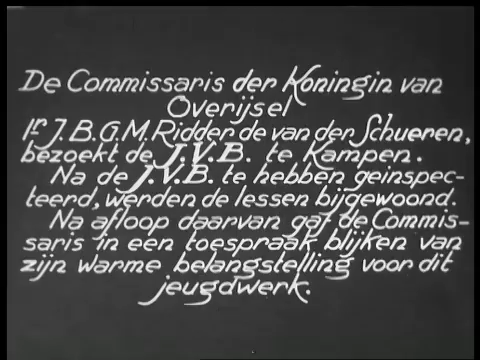 De Commissaris der Koningin van
Overijsel
Ir J.B.G.M. Ridder de van der Schueren,
bezoekt de J.V.B. te Kampen.
Na de J.V.B. te hebben geinspec-
teerd, werden de lessen bijgewoond.
Na afloop daarvan gaf de Commis-
saris in een toespraak blijken van
zijn warme belangstelling voor dit
jeugdwerk.